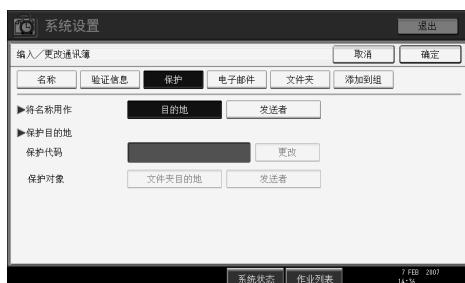 系统设置 退出
编入／更改通讯簿 取消 确定
名称 验证信息 保护 电子邮件 文件夹 添加到组
▶将名称用作 目的地 发送者
▶保护目的地
保护代码 更改
保护对象 文件夹目的地 发送者
系统状态 作业列表 7 FEB 2007
14:34